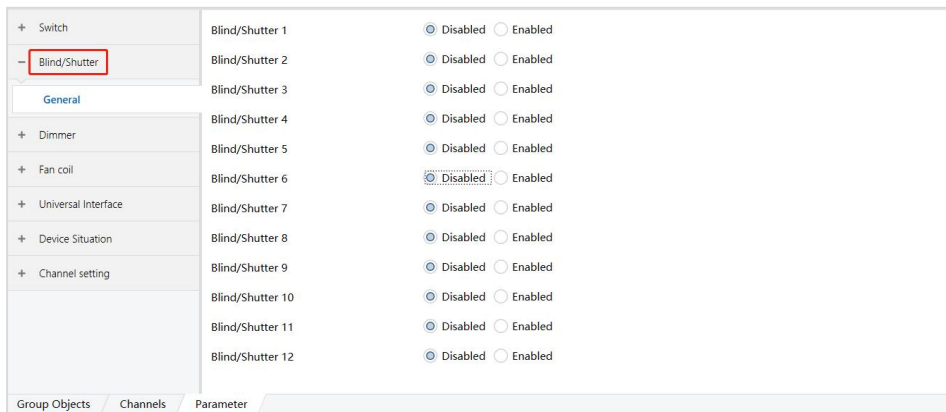 + Switch
− Blind/Shutter
General
+ Dimmer
+ Fan coil
+ Universal Interface
+ Device Situation
+ Channel setting
Blind/Shutter 1 Disabled Enabled
Blind/Shutter 2 Disabled Enabled
Blind/Shutter 3 Disabled Enabled
Blind/Shutter 4 Disabled Enabled
Blind/Shutter 5 Disabled Enabled
Blind/Shutter 6 Disabled Enabled
Blind/Shutter 7 Disabled Enabled
Blind/Shutter 8 Disabled Enabled
Blind/Shutter 9 Disabled Enabled
Blind/Shutter 10 Disabled Enabled
Blind/Shutter 11 Disabled Enabled
Blind/Shutter 12 Disabled Enabled
Group Objects Channels Parameter